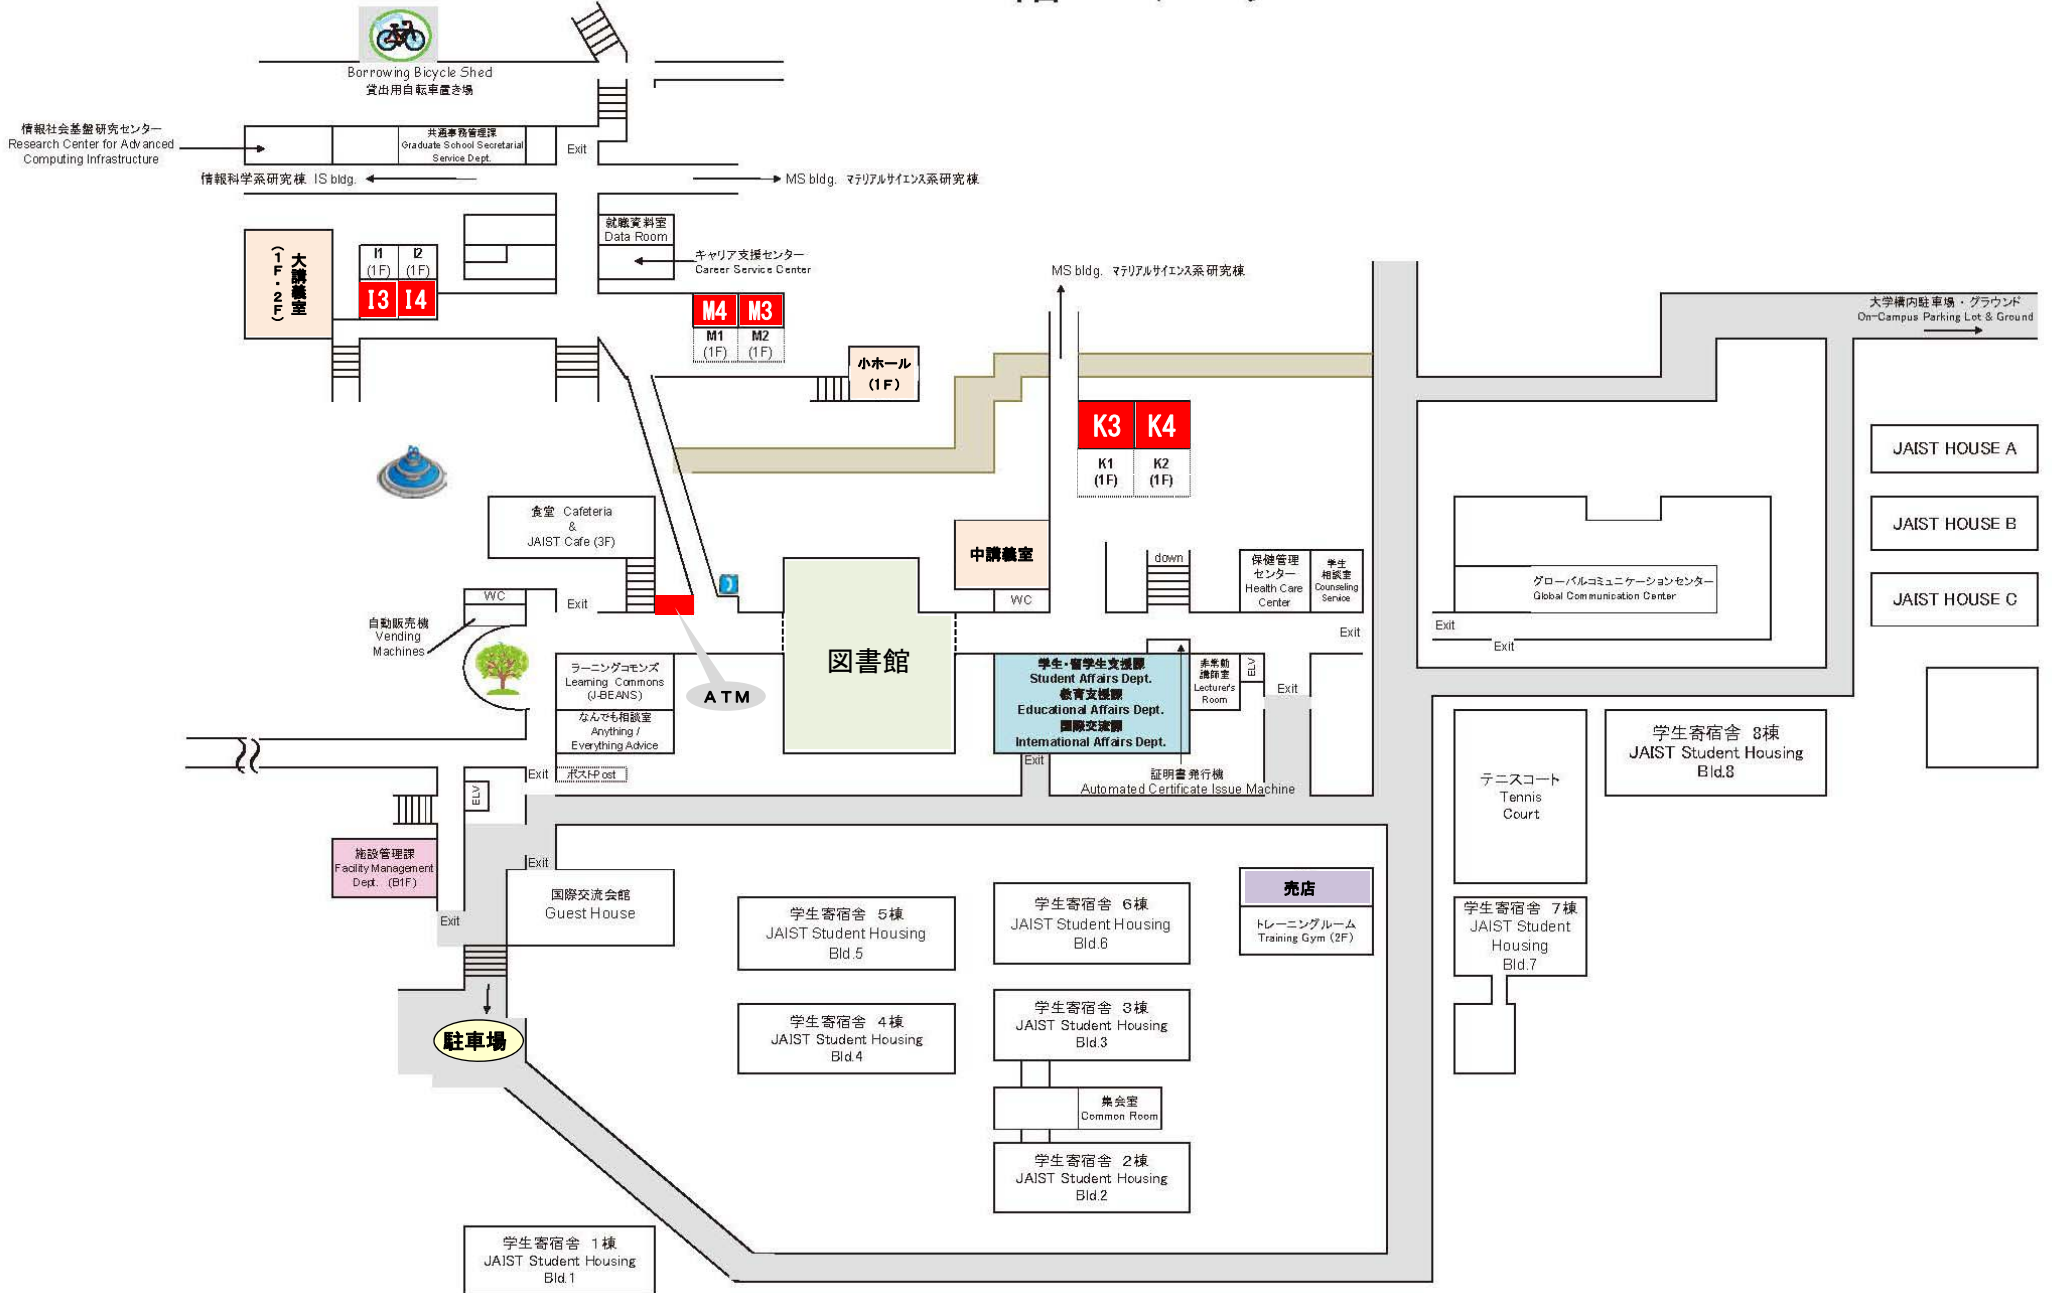 Borrowing Bicycle Shed
貸出用自転車置き場
情報社会基盤研究センター
Research Center for Advanced
Computing Infrastructure
共通事務管理課
Graduate School Secretarial
Service Dept.
Exit
情報科学系研究棟 IS bldg.
MS bldg. マテリアルサイエンス系研究棟
大講義室
(1F・2F)
I1
(1F)
I2
(1F)
I3
I4
就職資料室
Data Room
キャリア支援センター
Career Service Center
M4
M3
M1
(1F)
M2
(1F)
小ホール
(1F)
MS bldg. マテリアルサイエンス系研究棟
大学構内駐車場・グラウンド
On-Campus Parking Lot & Ground
K3
K4
K1
(1F)
K2
(1F)
JAIST HOUSE A
JAIST HOUSE B
JAIST HOUSE C
食堂 Cafeteria
&
JAIST Cafe (3F)
中講義室
WC
down
保健管理
センター
Health Care
Center
学生
相談室
Counseling
Service
グローバルコミュニケーションセンター
Global Communication Center
Exit
Exit
WC
Exit
自動販売機
Vending
Machines
Exit
ラーニングコモンズ
Learning Commons
(J-BEANS)
なんでも相談室
Anything /
Everything Advice
ATM
図書館
学生・留学生支援課
Student Affairs Dept.
教育支援課
Educational Affairs Dept.
国際交流課
International Affairs Dept.
非常勤
講師室
Lecturer's
Room
ELV
Exit
Exit
証明書発行機
Automated Certificate Issue Machine
Exit
ポストPost
ELV
施設管理課
Facility Management
Dept. (B1F)
Exit
Exit
国際交流会館
Guest House
駐車場
学生寄宿舎 8棟
JAIST Student Housing
Bld.8
テニスコート
Tennis
Court
学生寄宿舎 7棟
JAIST Student
Housing
Bld.7
売店
トレーニングルーム
Training Gym (2F)
学生寄宿舎 5棟
JAIST Student Housing
Bld.5
学生寄宿舎 6棟
JAIST Student Housing
Bld.6
学生寄宿舎 4棟
JAIST Student Housing
Bld.4
学生寄宿舎 3棟
JAIST Student Housing
Bld.3
集会室
Common Room
学生寄宿舎 2棟
JAIST Student Housing
Bld.2
学生寄宿舎 1棟
JAIST Student Housing
Bld.1